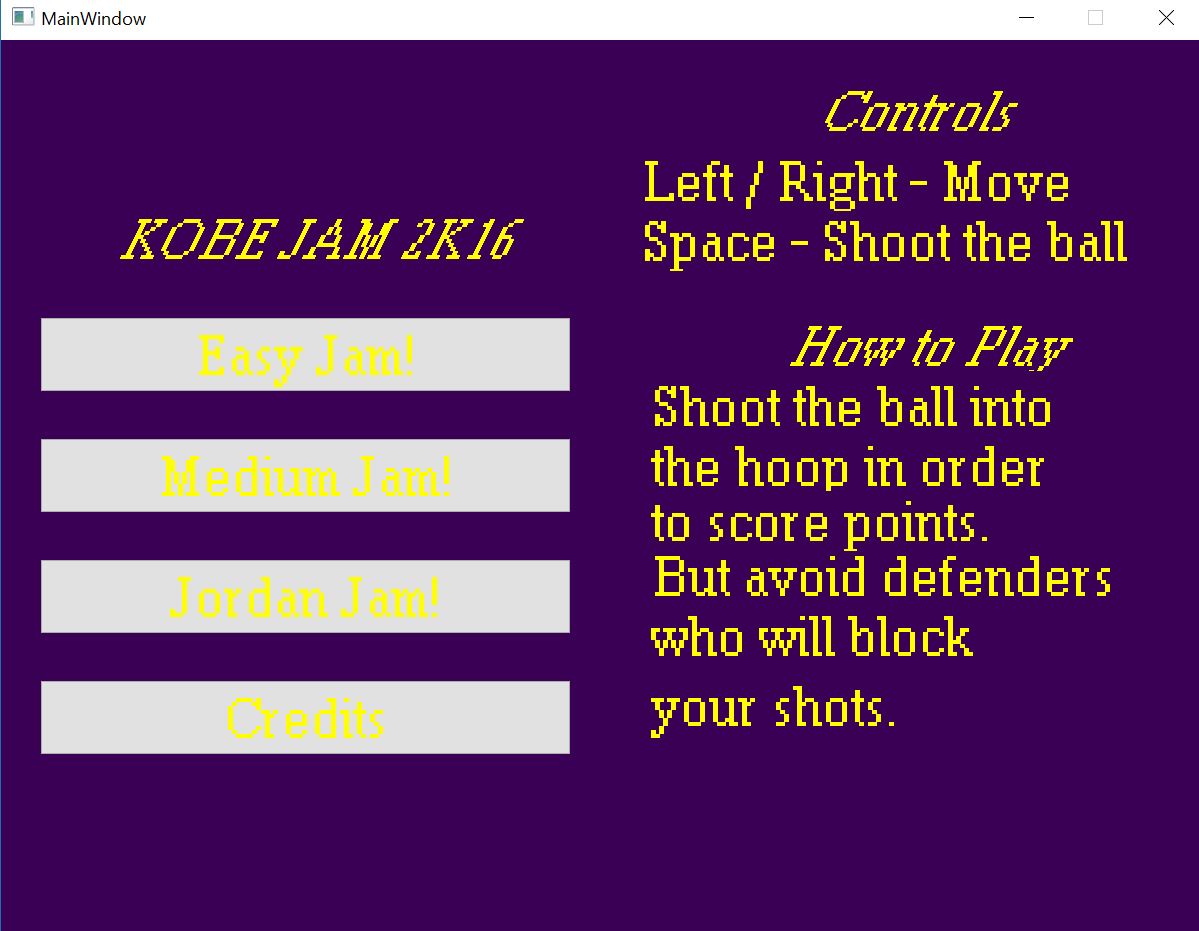 MainWindow
KOBE JAM 2K16
Easy Jam!
Medium Jam!
Jordan Jam!
Credits
Controls
Left / Right - Move
Space - Shoot the ball
How to Play
Shoot the ball into
the hoop in order
to score points.
But avoid defenders
who will block
your shots.